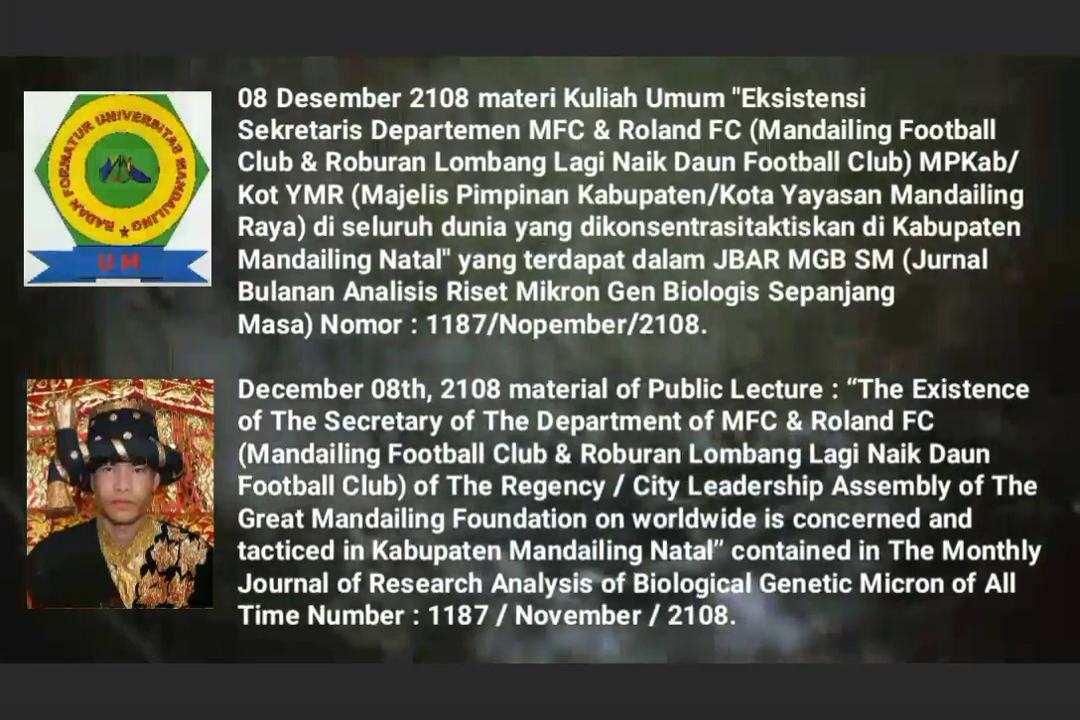 BADAN FORMATUR UNIVERSITAS MANDAILING
UM
08 Desember 2108 materi Kuliah Umum "Eksistensi
Sekretaris Departemen MFC & Roland FC (Mandailing Football
Club & Roburan Lombang Lagi Naik Daun Football Club) MPKab/
Kot YMR (Majelis Pimpinan Kabupaten/Kota Yayasan Mandailing
Raya) di seluruh dunia yang dikonsentrasitaktiskan di Kabupaten
Mandailing Natal" yang terdapat dalam JBAR MGB SM (Jurnal
Bulanan Analisis Riset Mikron Gen Biologis Sepanjang
Masa) Nomor : 1187/Nopember/2108.
December 08th, 2108 material of Public Lecture : “The Existence
of The Secretary of The Department of MFC & Roland FC
(Mandailing Football Club & Roburan Lombang Lagi Naik Daun
Football Club) of The Regency / City Leadership Assembly of The
Great Mandailing Foundation on worldwide is concerned and
tacticed in Kabupaten Mandailing Natal” contained in The Monthly
Journal of Research Analysis of Biological Genetic Micron of All
Time Number : 1187 / November / 2108.